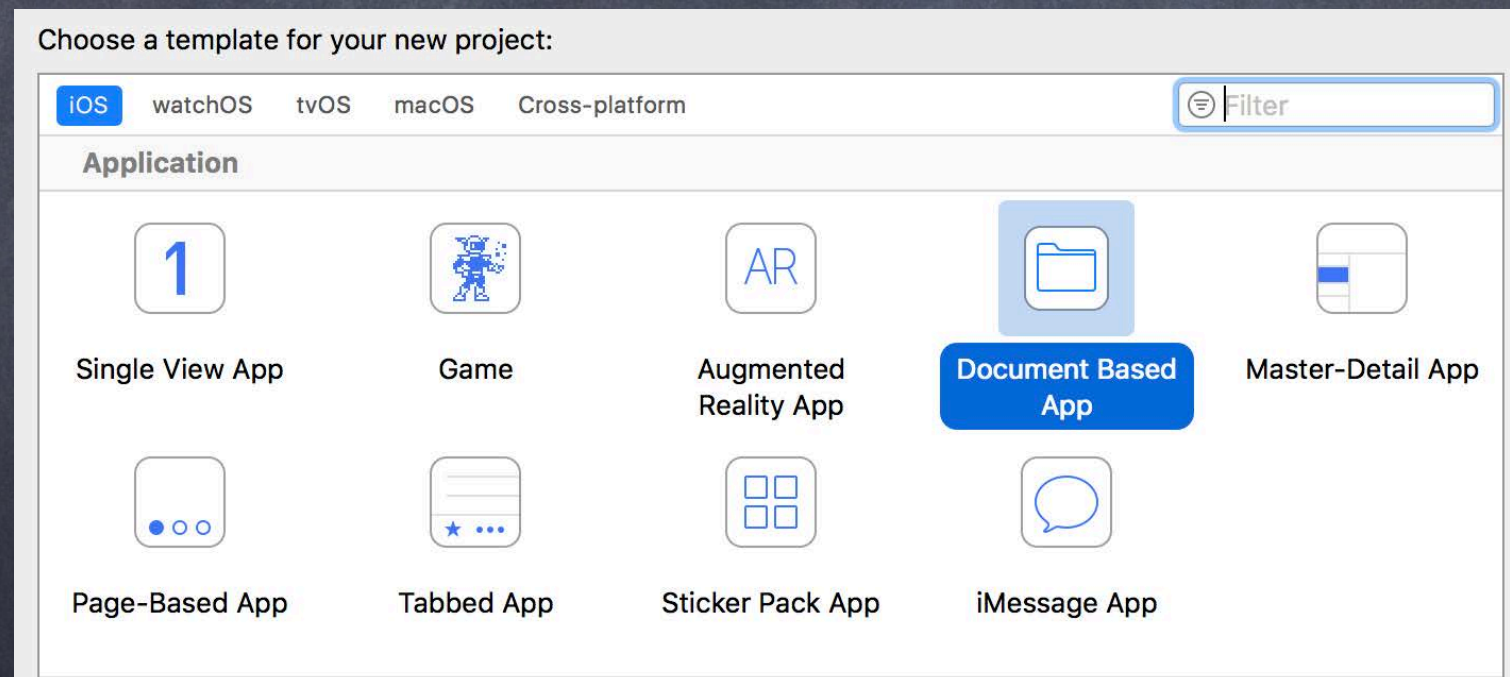 Choose a template for your new project:
iOS watchOS tvOS macOS Cross-platform Filter
Application
1 AR
Single View App Game Augmented Reality App Document Based App Master-Detail App
Page-Based App Tabbed App Sticker Pack App iMessage App